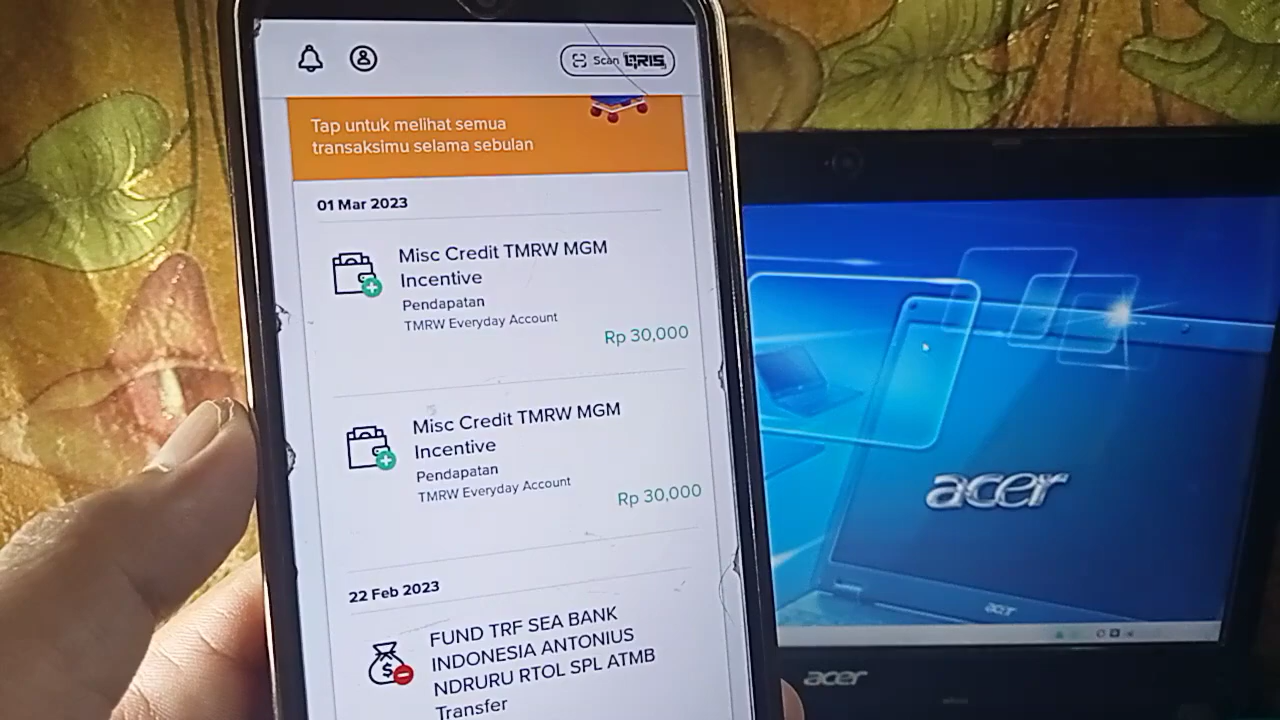 Scan QRIS
Tap untuk melihat semua
transaksimu selama sebulan
01 Mar 2023
Misc Credit TMRW MGM
Incentive
Pendapatan
TMRW Everyday Account
Rp 30,000
Misc Credit TMRW MGM
Incentive
Pendapatan
TMRW Everyday Account
Rp 30,000
22 Feb 2023
FUND TRF SEA BANK
INDONESIA ANTONIUS
NDRURU RTOL SPL ATMB
Transfer
acer
acer
acer